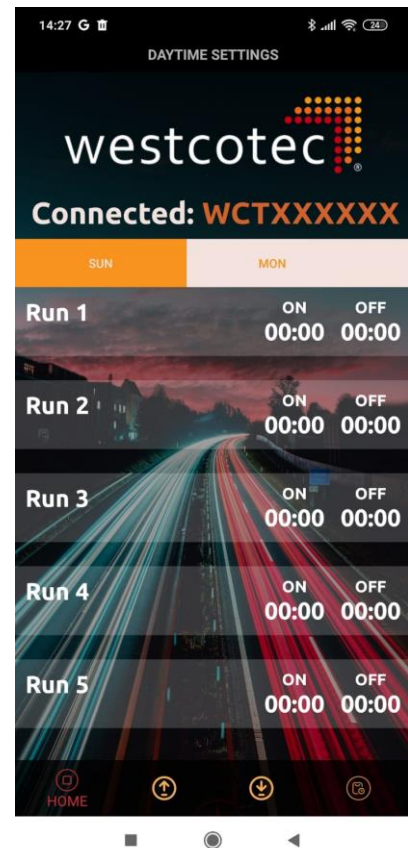 14:27 G 24
DAYTIME SETTINGS
westcotec®
Connected: WCTXXXXXX
SUN MON
Run 1 ON OFF
00:00 00:00
Run 2 ON OFF
00:00 00:00
Run 3 ON OFF
00:00 00:00
Run 4 ON OFF
00:00 00:00
Run 5 ON OFF
00:00 00:00
HOME